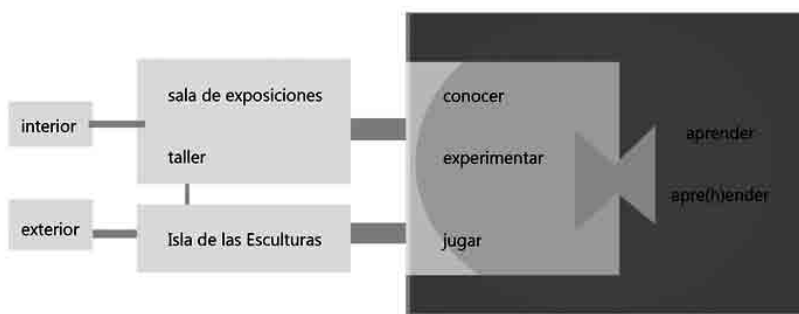 sala de exposiciones
conocer
interior
aprender
taller
experimentar
apre(h)ender
exterior
Isla de las Esculturas
jugar